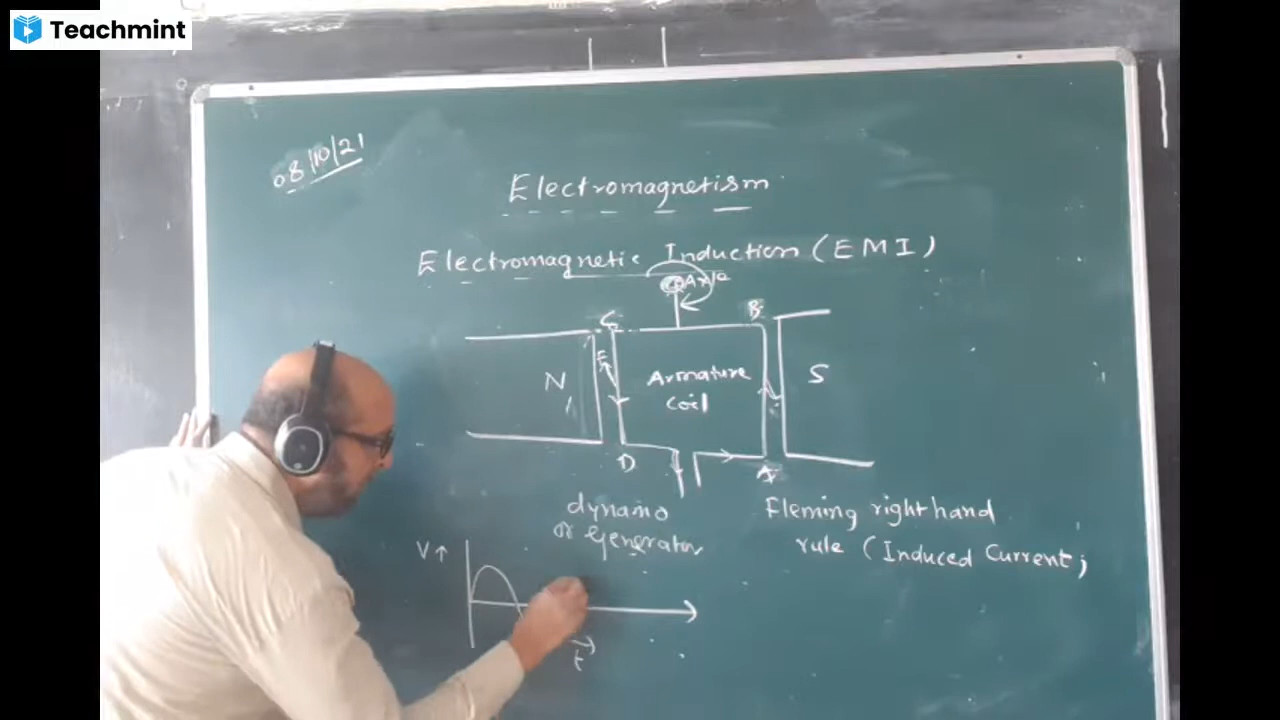 Teachmint
08/10/21
Electromagnetism
Electromagnetic Induction (EMI)
Axle
C
B
F
N
Armature
coil
S
D
A
dynamo
or Generator
Fleming right hand
rule (Induced Current)
V↑
t